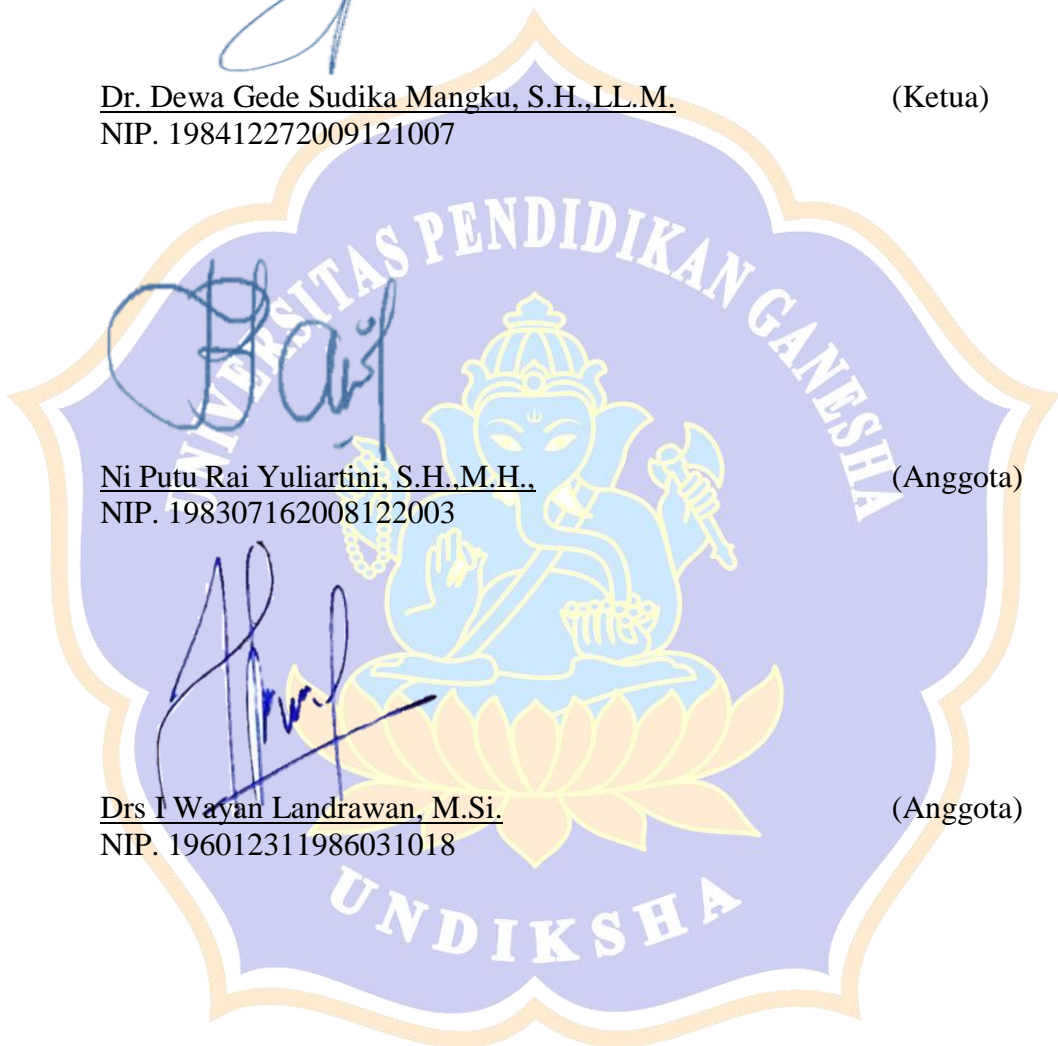 Dr. Dewa Gede Sudika Mangku, S.H.,LL.M. (Ketua)
NIP. 198412272009121007
UNIVERSITAS PENDIDIKAN GANESHA
Ni Putu Rai Yuliartini, S.H.,M.H., (Anggota)
NIP. 198307162008122003
Drs I Wayan Landrawan, M.Si. (Anggota)
NIP. 196012311986031018
UNDIKSHA